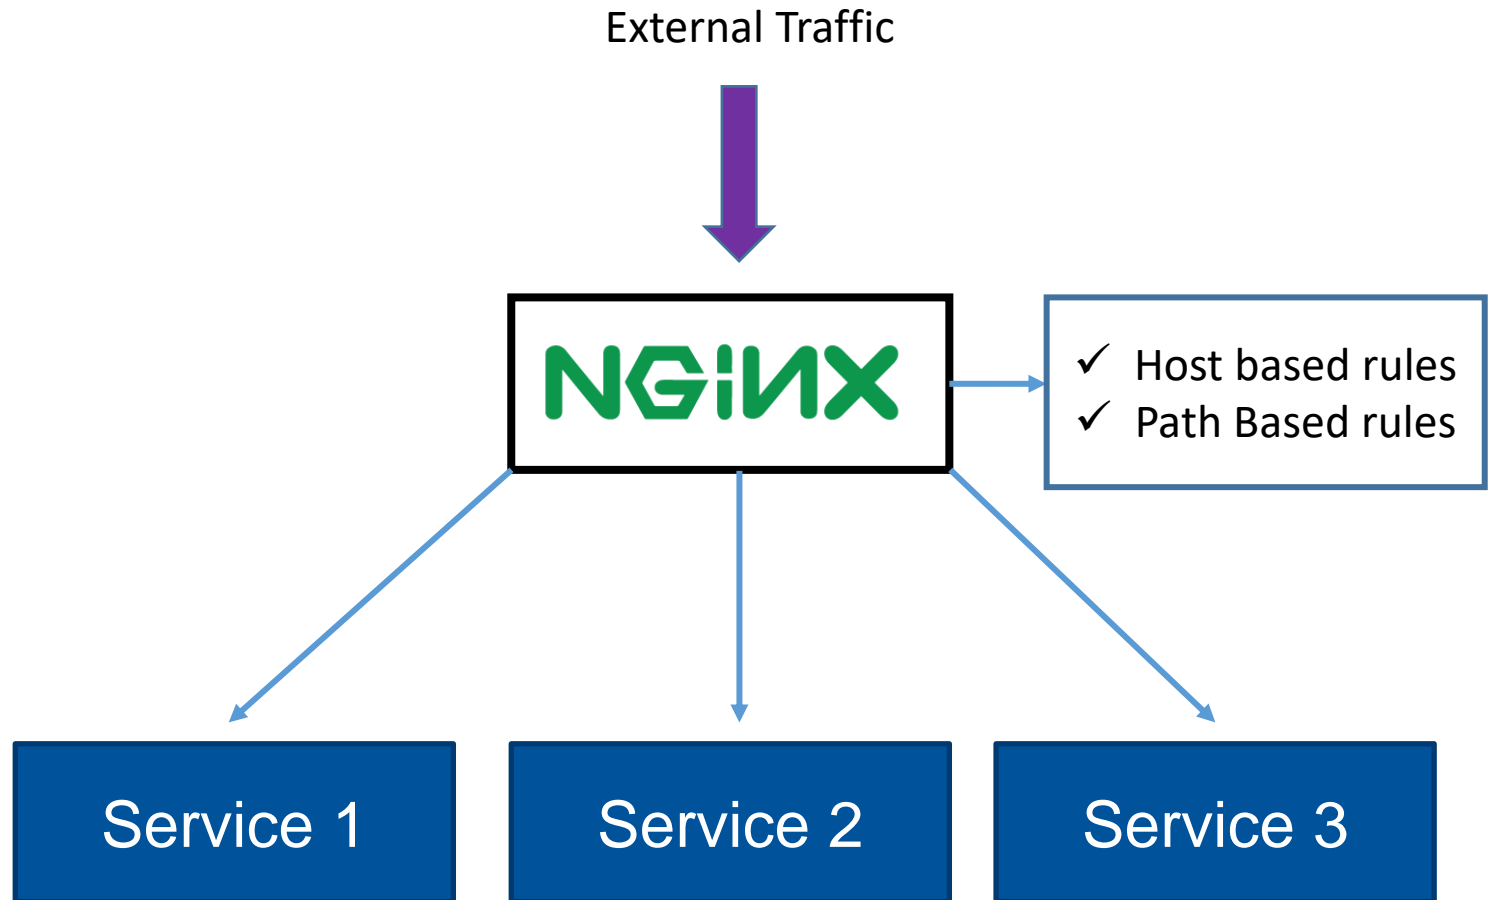 External Traffic
NGiNX
✓ Host based rules
✓ Path Based rules
Service 1
Service 2
Service 3